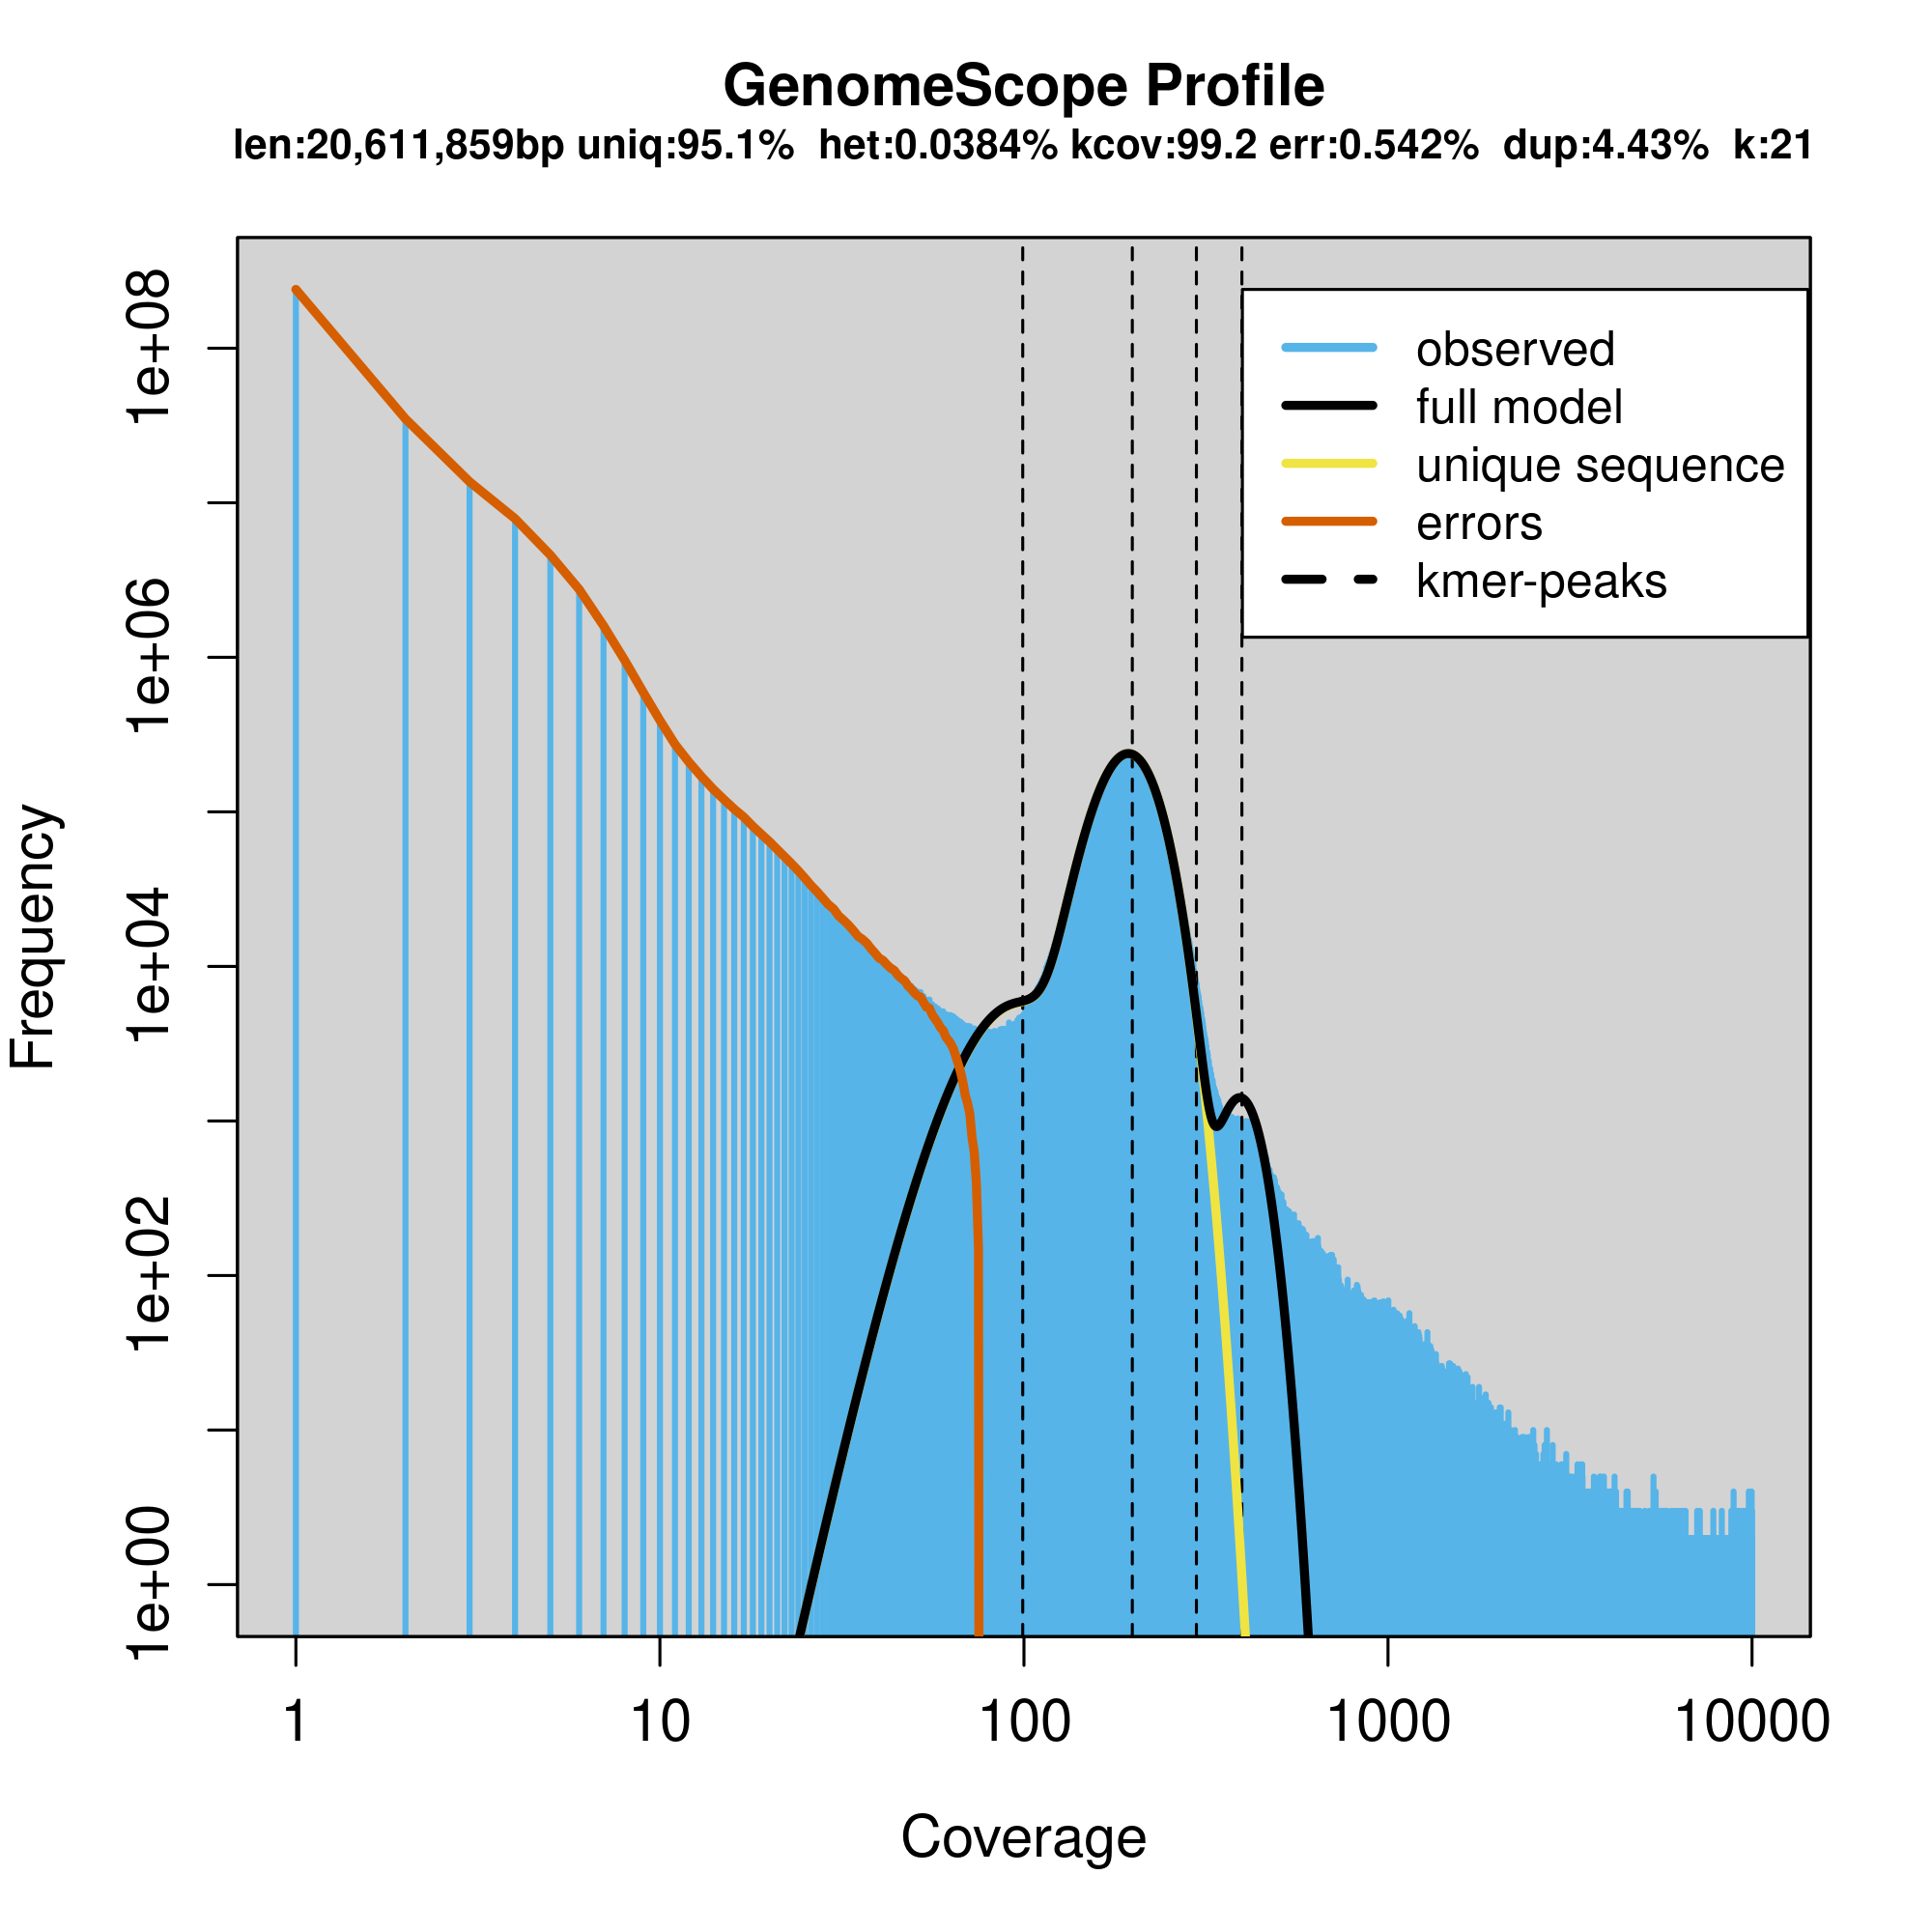 GenomeScope Profile
len:20,611,859bp uniq:95.1% het:0.0384% kcov:99.2 err:0.542% dup:4.43% k:21
observed
full model
unique sequence
errors
kmer-peaks
Frequency
1e+08
1e+06
1e+04
1e+02
1e+00
1 10 100 1000 10000
Coverage